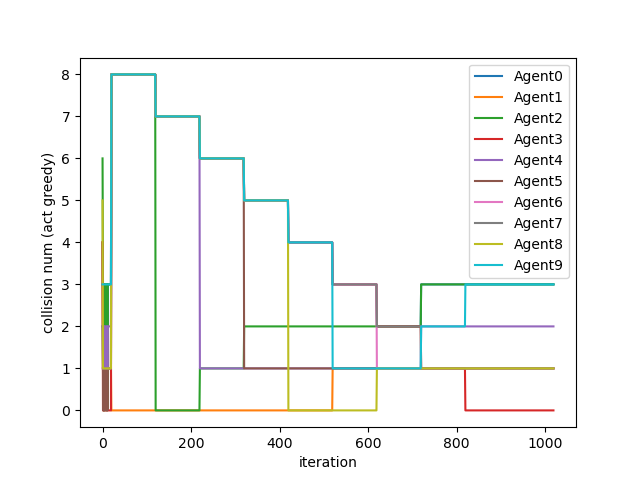 8
7
6
5
4
3
2
1
0
collision num (act greedy)
0
200
400
600
800
1000
iteration
Agent0
Agent1
Agent2
Agent3
Agent4
Agent5
Agent6
Agent7
Agent8
Agent9